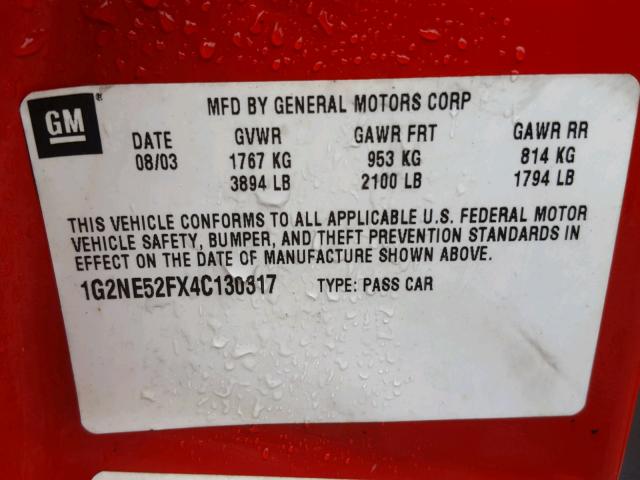 GM ®
MFD BY GENERAL MOTORS CORP
DATE GVWR GAWR FRT GAWR RR
08/03 1767 KG 953 KG 814 KG
3894 LB 2100 LB 1794 LB
THIS VEHICLE CONFORMS TO ALL APPLICABLE U.S. FEDERAL MOTOR
VEHICLE SAFETY, BUMPER, AND THEFT PREVENTION STANDARDS IN
EFFECT ON THE DATE OF MANUFACTURE SHOWN ABOVE.
1G2NE52FX4C130317 TYPE: PASS CAR